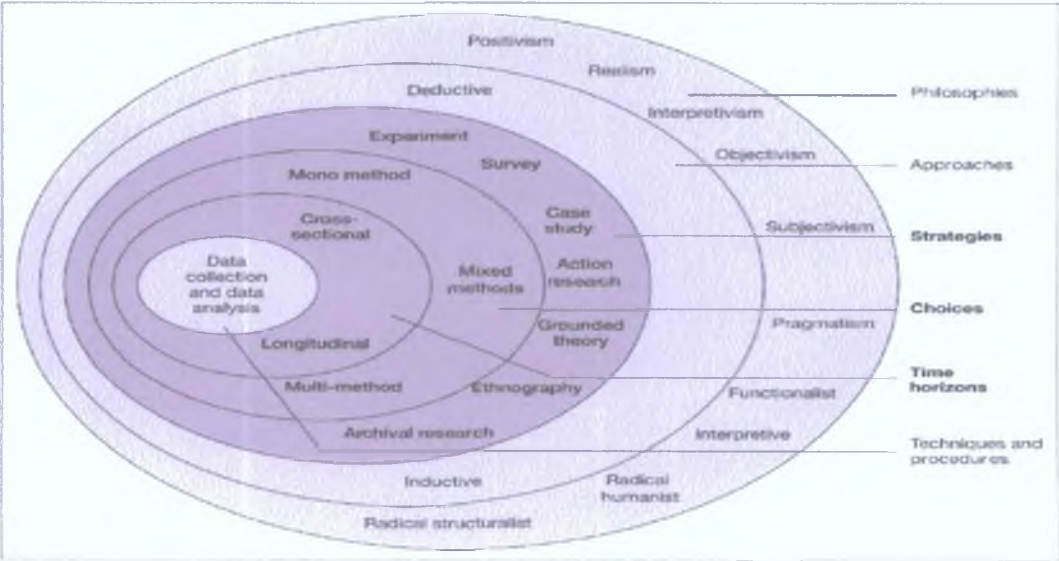 Positivism
Realism
Deductive
Philosophies
Interpretivism
Experiment
Survey
Objectivism
Approaches
Mono method
Cross-
sectional
Case
study
Subjectivism
Strategies
Data
collection
and data
analysis
Mixed
methods
Action
research
Choices
Grounded
theory
Pragmatism
Longitudinal
Time
horizons
Multi-method
Ethnography
Functionalist
Archival research
Interpretive
Techniques and
procedures
Inductive
Radical
humanist
Radical structuralist